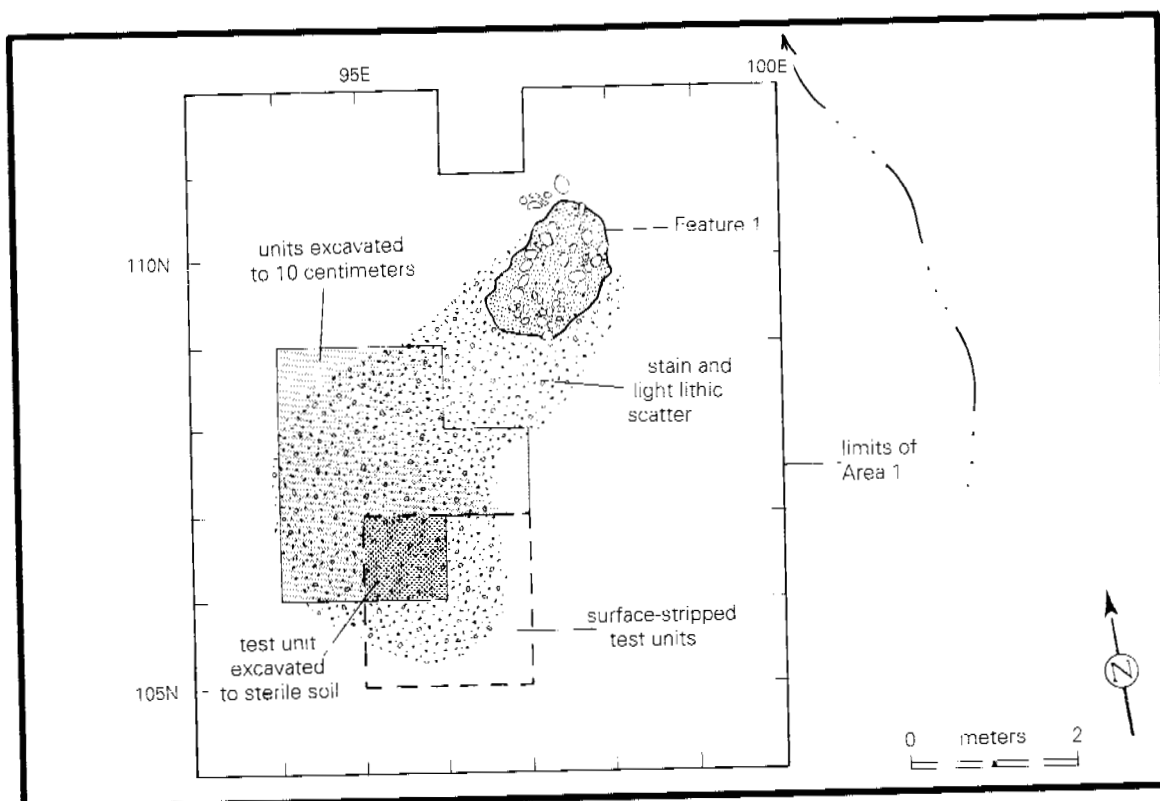 95E
100E
Feature 1
units excavated
to 10 centimeters
110N
stain and
light lithic
scatter
limits of
Area 1
surface-stripped
test units
test unit
excavated
to sterile soil
105N
0 meters 2
Z